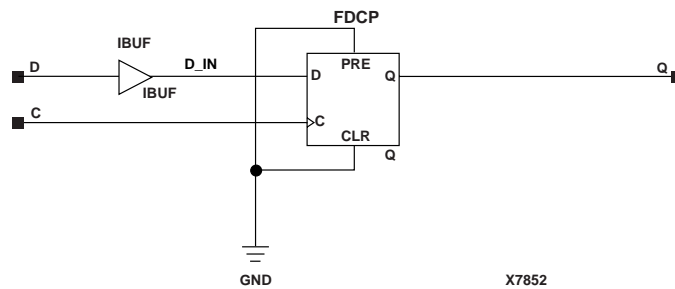 FDCP
IBUF
D
D_IN
D
PRE
Q
Q
IBUF
C
C
CLR
Q
GND
X7852